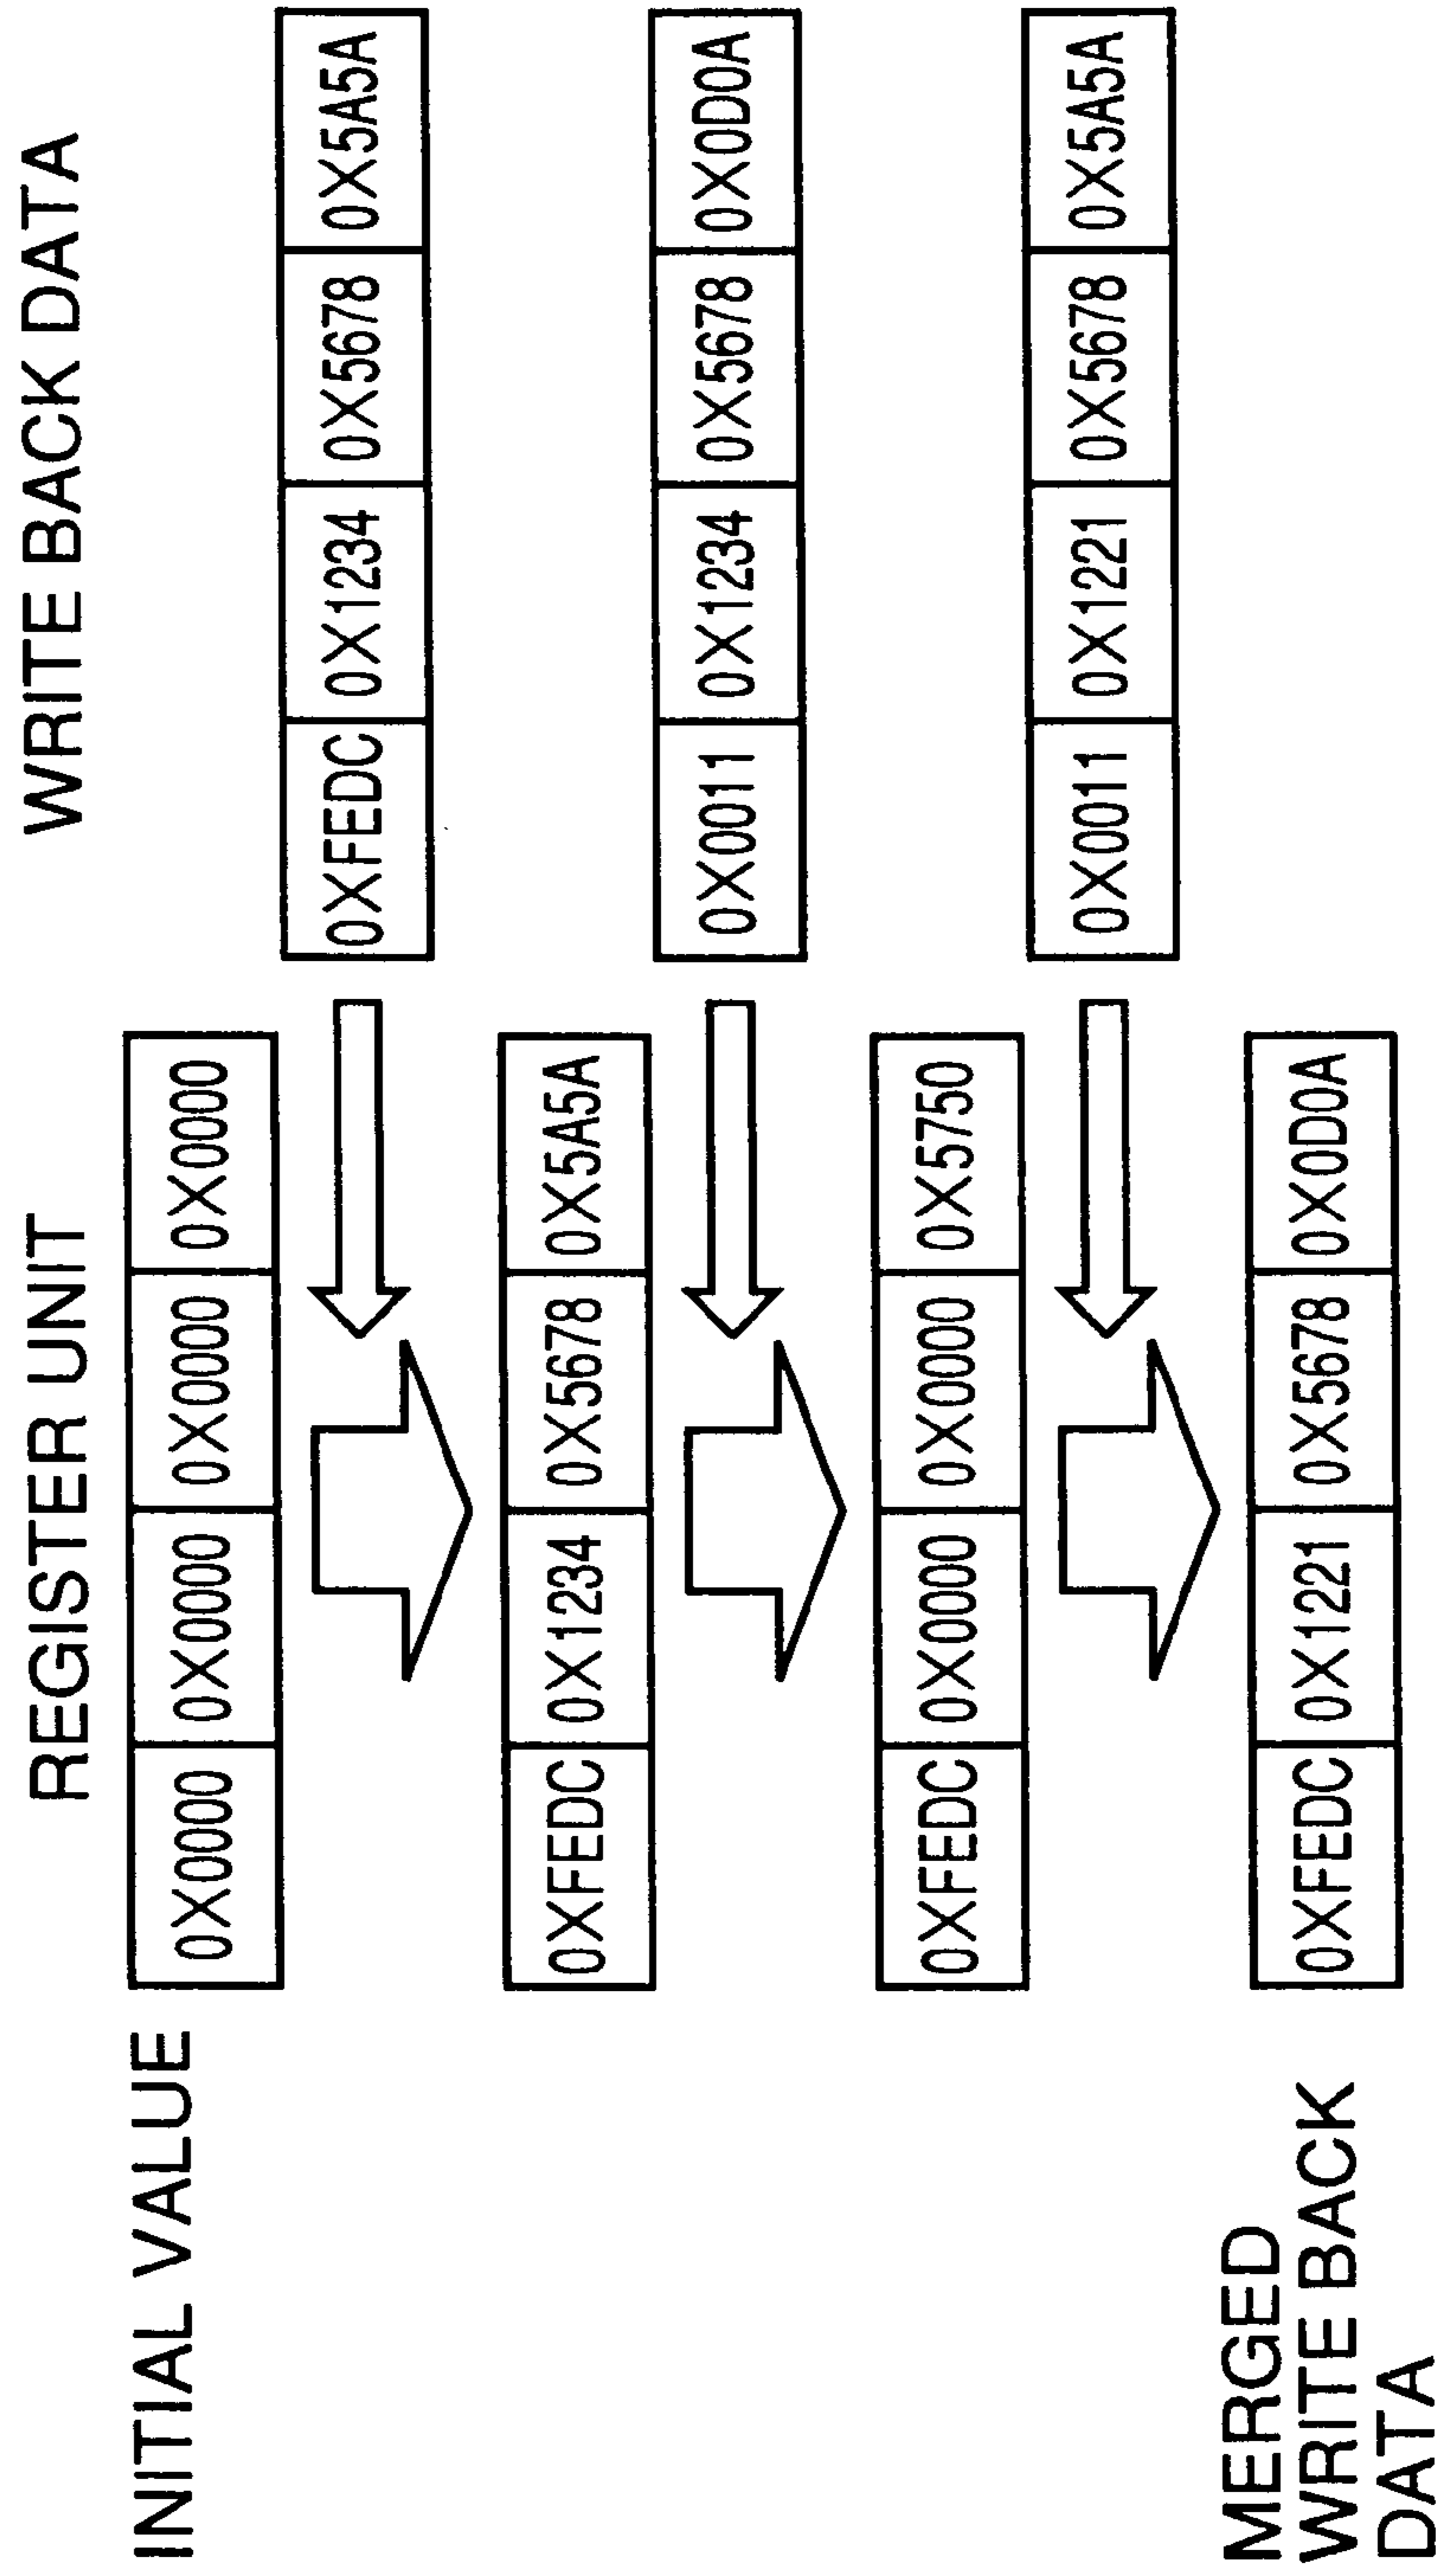 REGISTER UNIT WRITE BACK DATA
INITIAL VALUE 0X0000 0X0000 0X0000 0X0000
0XFEDC 0X1234 0X5678 0X5A5A
0XFEDC 0X1234 0X5678 0X5A5A
0X0011 0X1234 0X5678 0X0D0A
0XFEDC 0X0000 0X0000 0X5750
0X0011 0X1221 0X5678 0X5A5A
MERGED
WRITE BACK
DATA
0XFEDC 0X1221 0X5678 0X0D0A